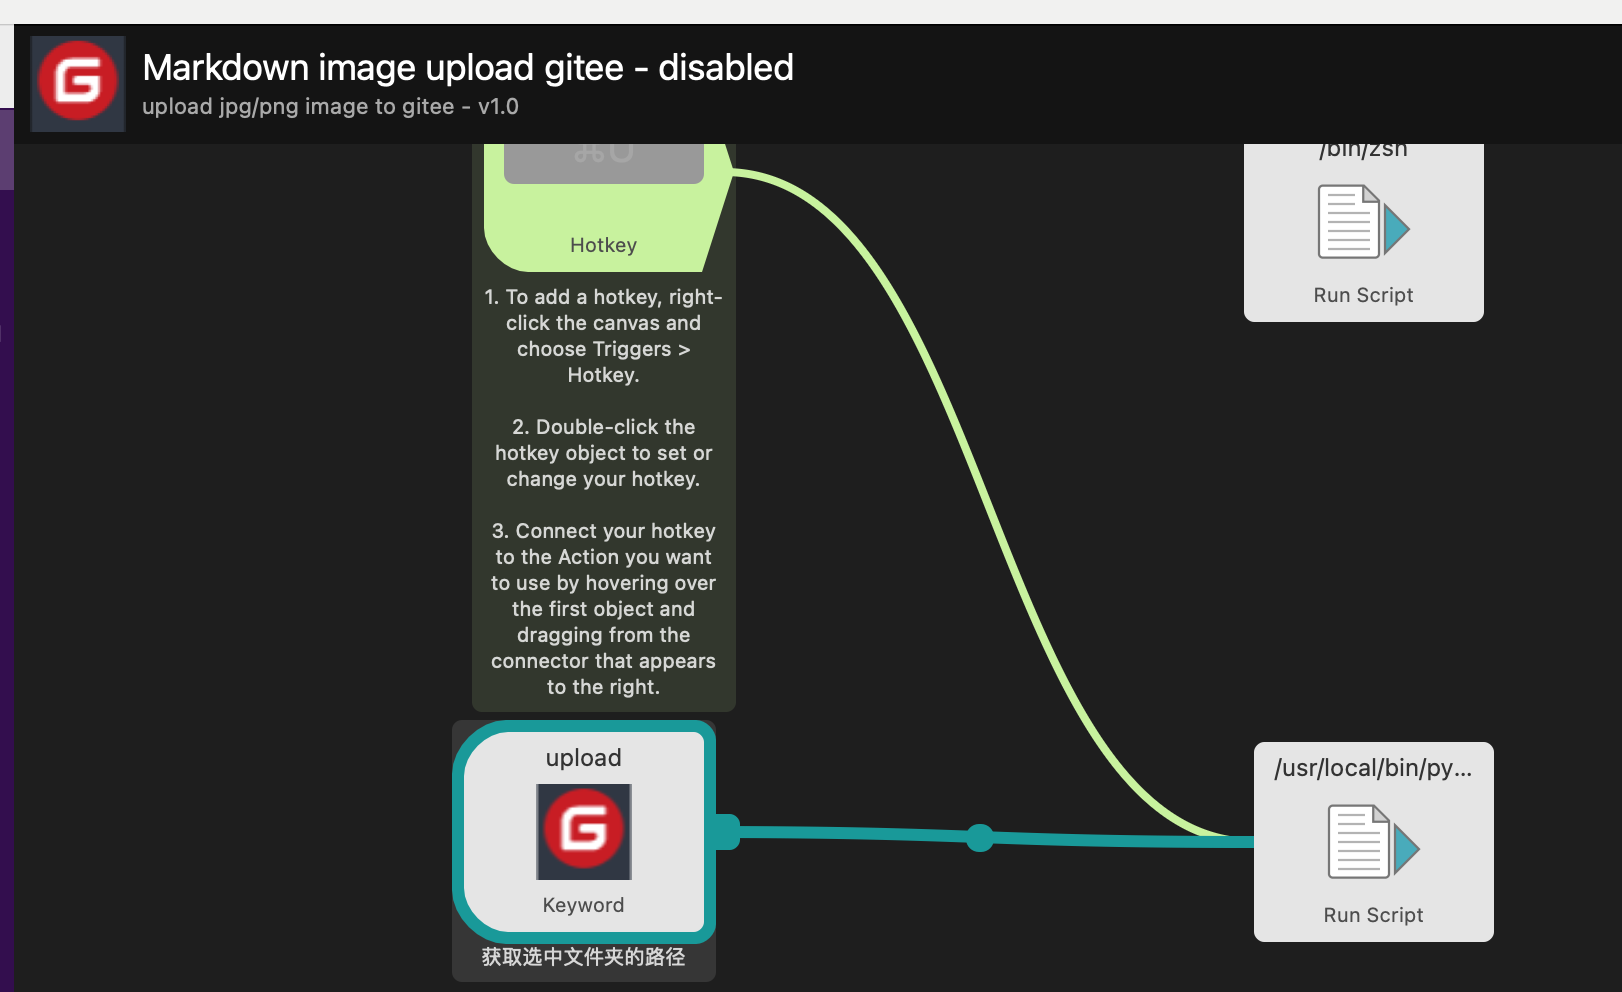 Markdown image upload gitee - disabled
upload jpg/png image to gitee - v1.0
/bin/zsh
Run Script
Hotkey
1. To add a hotkey, right-
click the canvas and
choose Triggers >
Hotkey.
2. Double-click the
hotkey object to set or
change your hotkey.
3. Connect your hotkey
to the Action you want
to use by hovering over
the first object and
dragging from the
connector that appears
to the right.
upload
G
Keyword
获取选中文件夹的路径
/usr/local/bin/py...
Run Script